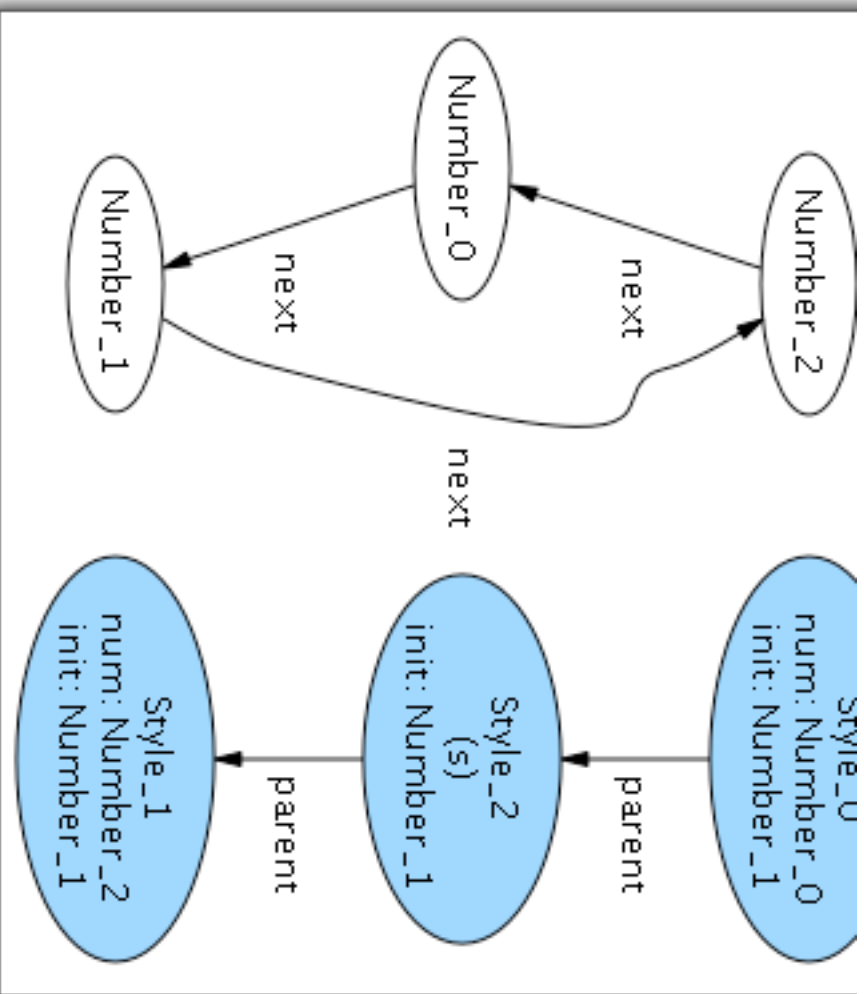 Number_2
next
Number_0
next
Number_1
next
Style_0
num: Number_0
init: Number_1
parent
Style_2
(s)
init: Number_1
parent
Style_1
num: Number_2
init: Number_1